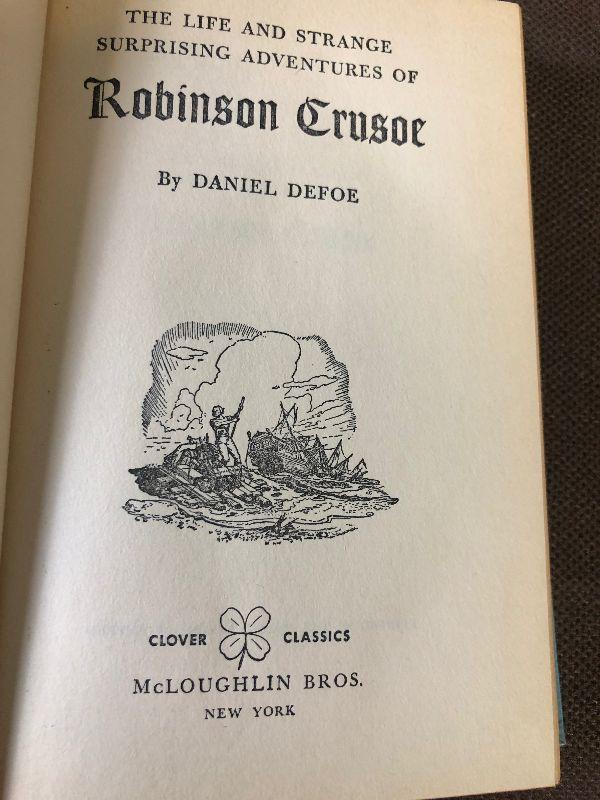 THE LIFE AND STRANGE
SURPRISING ADVENTURES OF
Robinson Crusoe
By DANIEL DEFOE
CLOVER CLASSICS
McLOUGHLIN BROS.
NEW YORK